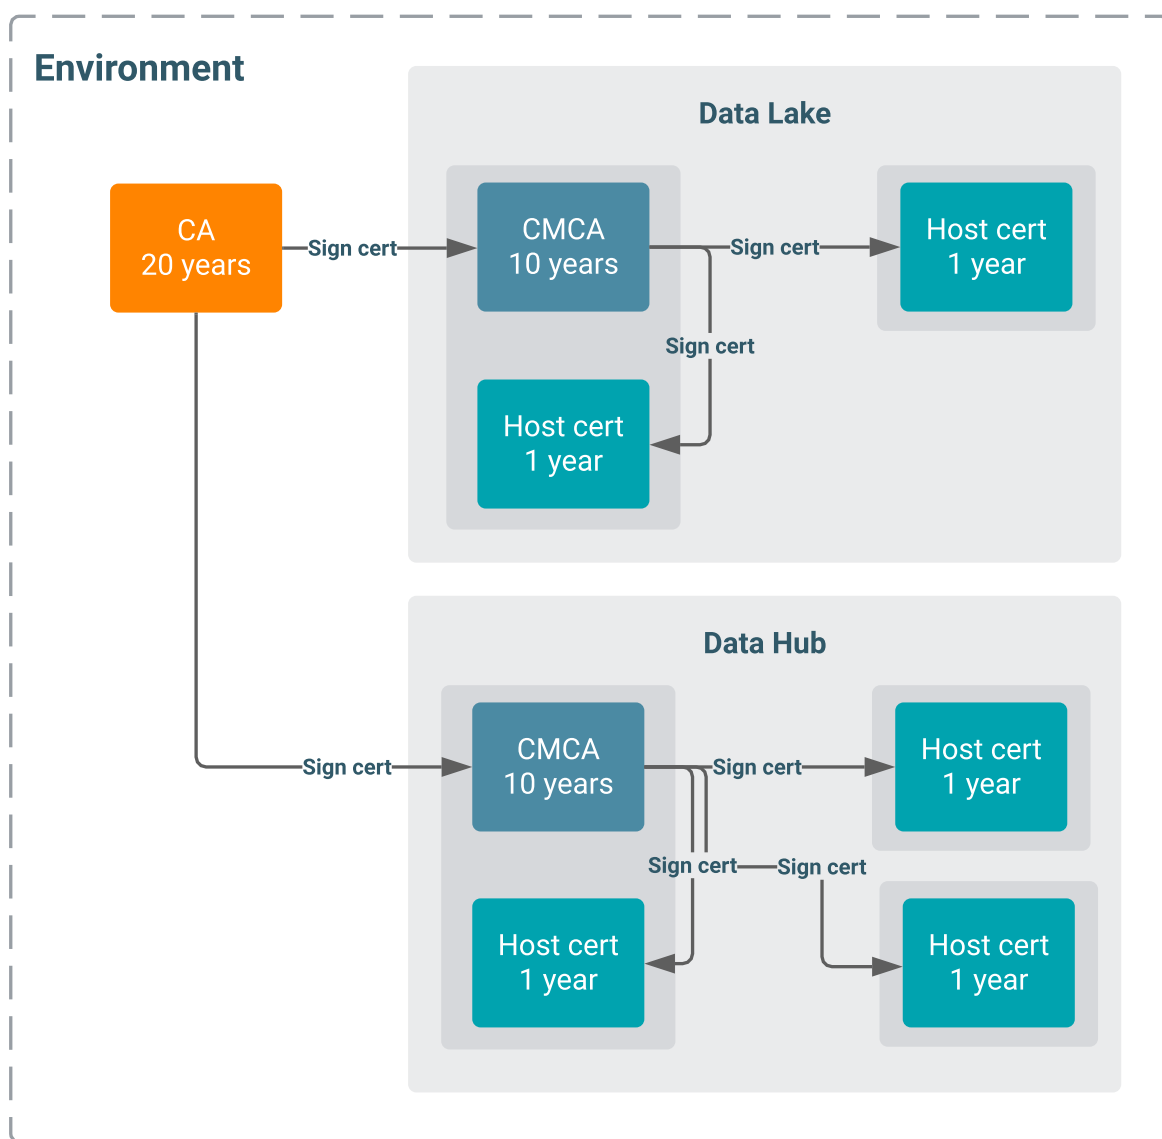 Environment
Data Lake
CA
20 years
Sign cert
CMCA
10 years
Sign cert
Host cert
1 year
Sign cert
Host cert
1 year
Data Hub
Sign cert
CMCA
10 years
Sign cert
Host cert
1 year
Sign cert
Sign cert
Host cert
1 year
Host cert
1 year